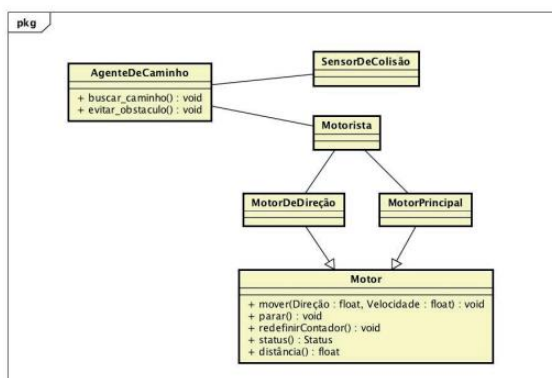 pkg
AgenteDeCaminho
+ buscar_caminho() : void
+ evitar_obstaculo() : void
SensorDeColisão
Motorista
MotorDeDireção
MotorPrincipal
Motor
+ mover(Direção : float, Velocidade : float) : void
+ parar() : void
+ redefinirContador() : void
+ status() : Status
+ distância() : float